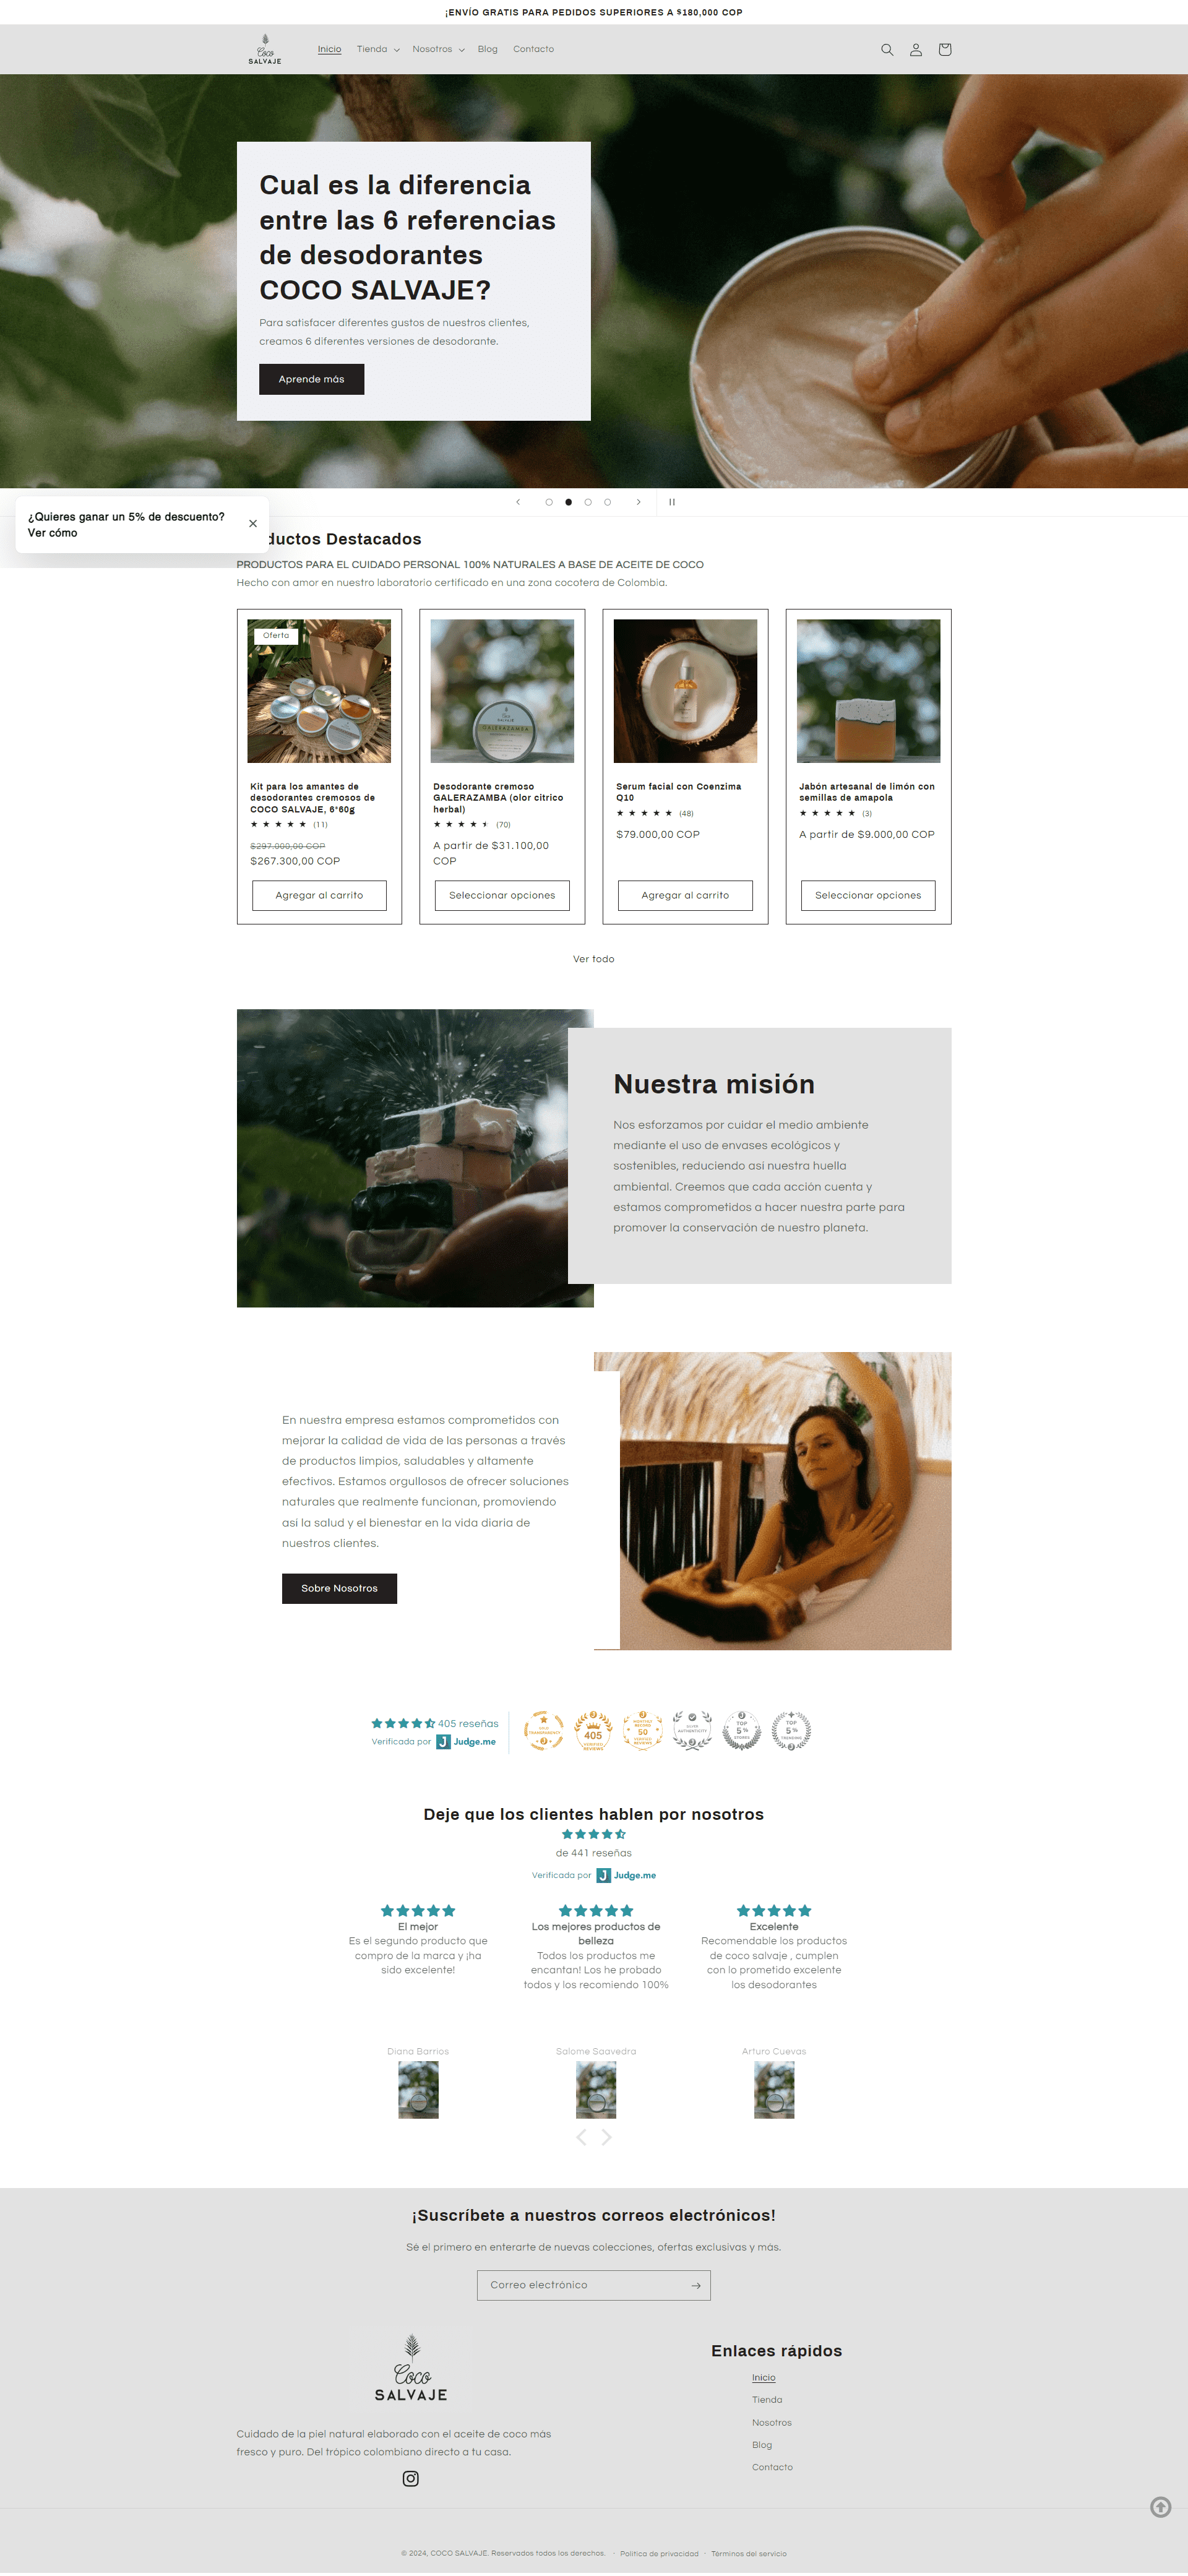 ¡ENVÍO GRATIS PARA PEDIDOS SUPERIORES A $180,000 COP
Coco
SALVAJE
Inicio
Tienda
Nosotros
Blog
Contacto
Cual es la diferencia
entre las 6 referencias
de desodorantes
COCO SALVAJE?
Para satisfacer diferentes gustos de nuestros clientes,
creamos 6 diferentes versiones de desodorante.
Aprende más
¿Quieres ganar un 5% de descuento?
Ver cómo
ductos Destacados
PRODUCTOS PARA EL CUIDADO PERSONAL 100% NATURALES A BASE DE ACEITE DE COCO
Hecho con amor en nuestro laboratorio certificado en una zona cocotera de Colombia.
Oferta
Kit para los amantes de
desodorantes cremosos de
COCO SALVAJE, 6*60g
(11)
$297.000,00 COP
$267.300,00 COP
Agregar al carrito
Coco
SALVAJE
GALERAZAMBA
Desodorante cremoso
GALERAZAMBA (olor citrico
herbal)
(70)
A partir de $31.100,00
COP
Seleccionar opciones
Serum facial con Coenzima
Q10
(48)
$79.000,00 COP
Agregar al carrito
Jabón artesanal de limón con
semillas de amapola
(3)
A partir de $9.000,00 COP
Seleccionar opciones
Ver todo
Nuestra misión
Nos esforzamos por cuidar el medio ambiente
mediante el uso de envases ecológicos y
sostenibles, reduciendo así nuestra huella
ambiental. Creemos que cada acción cuenta y
estamos comprometidos a hacer nuestra parte para
promover la conservación de nuestro planeta.
En nuestra empresa estamos comprometidos con
mejorar la calidad de vida de las personas a través
de productos limpios, saludables y altamente
efectivos. Estamos orgullosos de ofrecer soluciones
naturales que realmente funcionan, promoviendo
así la salud y el bienestar en la vida diaria de
nuestros clientes.
Sobre Nosotros
405 reseñas
Verificada por J Judge.me
TRANSPARENCY
405
VERIFIED
REVIEWS
MONTHLY
RECORD
50
VERIFIED
REVIEWS
SILVER
AUTHENTICITY
TOP
5%
STORES
TOP
5%
TRENDING
Deje que los clientes hablen por nosotros
de 441 reseñas
Verificada por J Judge.me
El mejor
Es el segundo producto que
compro de la marca y ¡ha
sido excelente!
Diana Barrios
Los mejores productos de
belleza
Todos los productos me
encantan! Los he probado
todos y los recomiendo 100%
Salome Saavedra
Excelente
Recomendable los productos
de coco salvaje , cumplen
con lo prometido excelente
los desodorantes
Arturo Cuevas
¡Suscríbete a nuestros correos electrónicos!
Sé el primero en enterarte de nuevas colecciones, ofertas exclusivas y más.
Correo electrónico
Coco
SALVAJE
Cuidado de la piel natural elaborado con el aceite de coco más
fresco y puro. Del trópico colombiano directo a tu casa.
Enlaces rápidos
Inicio
Tienda
Nosotros
Blog
Contacto
© 2024, COCO SALVAJE. Reservados todos los derechos. · Política de privacidad · Términos del servicio